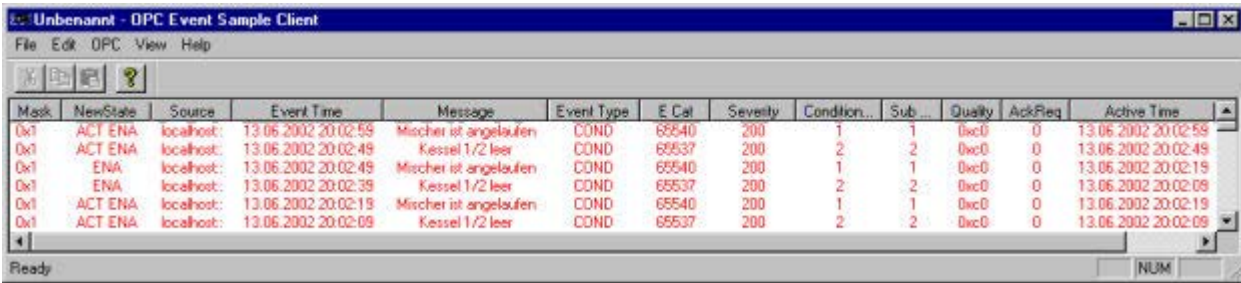 Unbenannt - OPC Event Sample Client
File Edit OPC View Help
Mask NewState Source Event Time Message Event Type E Cat Severity Condition... Sub ... Quality AckReq Active Time
0x1 ACT ENA localhost:: 13.06.2002 20:02:59 Mischer ist angelaufen COND 65540 200 1 1 0xc0 0 13.06.2002 20:02:59
0x1 ACT ENA localhost:: 13.06.2002 20:02:49 Kessel 1/2 leer COND 65537 200 2 2 0xc0 0 13.06.2002 20:02:49
0x1 ENA localhost:: 13.06.2002 20:02:49 Mischer ist angelaufen COND 65540 200 1 1 0xc0 0 13.06.2002 20:02:19
0x1 ENA localhost:: 13.06.2002 20:02:39 Kessel 1/2 leer COND 65537 200 2 2 0xc0 0 13.06.2002 20:02:09
0x1 ACT ENA localhost:: 13.06.2002 20:02:19 Mischer ist angelaufen COND 65540 200 1 1 0xc0 0 13.06.2002 20:02:19
0x1 ACT ENA localhost:: 13.06.2002 20:02:09 Kessel 1/2 leer COND 65537 200 2 2 0xc0 0 13.06.2002 20:02:09
Ready NUM